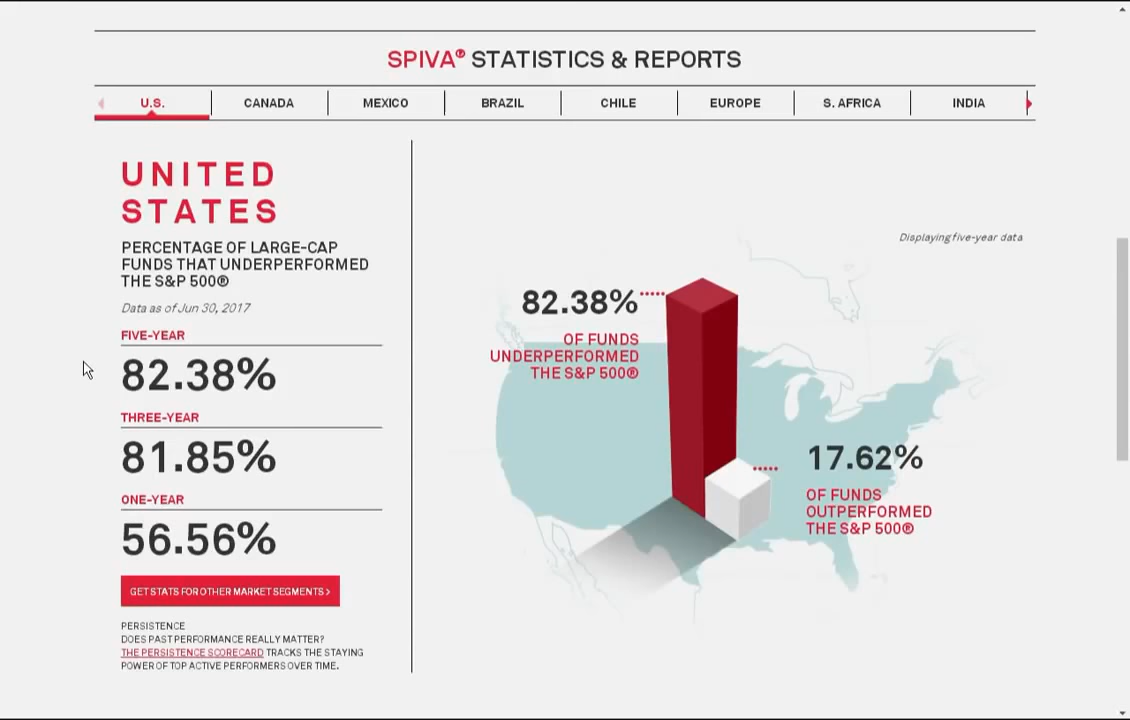 SPIVA® STATISTICS & REPORTS
U.S. CANADA MEXICO BRAZIL CHILE EUROPE S. AFRICA INDIA
UNITED
STATES
PERCENTAGE OF LARGE-CAP
FUNDS THAT UNDERPERFORMED
THE S&P 500®
Data as of Jun 30, 2017
FIVE-YEAR
82.38%
THREE-YEAR
81.85%
ONE-YEAR
56.56%
GET STATS FOR OTHER MARKET SEGMENTS >
PERSISTENCE
DOES PAST PERFORMANCE REALLY MATTER?
THE PERSISTENCE SCORECARD TRACKS THE STAYING
POWER OF TOP ACTIVE PERFORMERS OVER TIME.
Displaying five-year data
82.38%
OF FUNDS
UNDERPERFORMED
THE S&P 500®
17.62%
OF FUNDS
OUTPERFORMED
THE S&P 500®